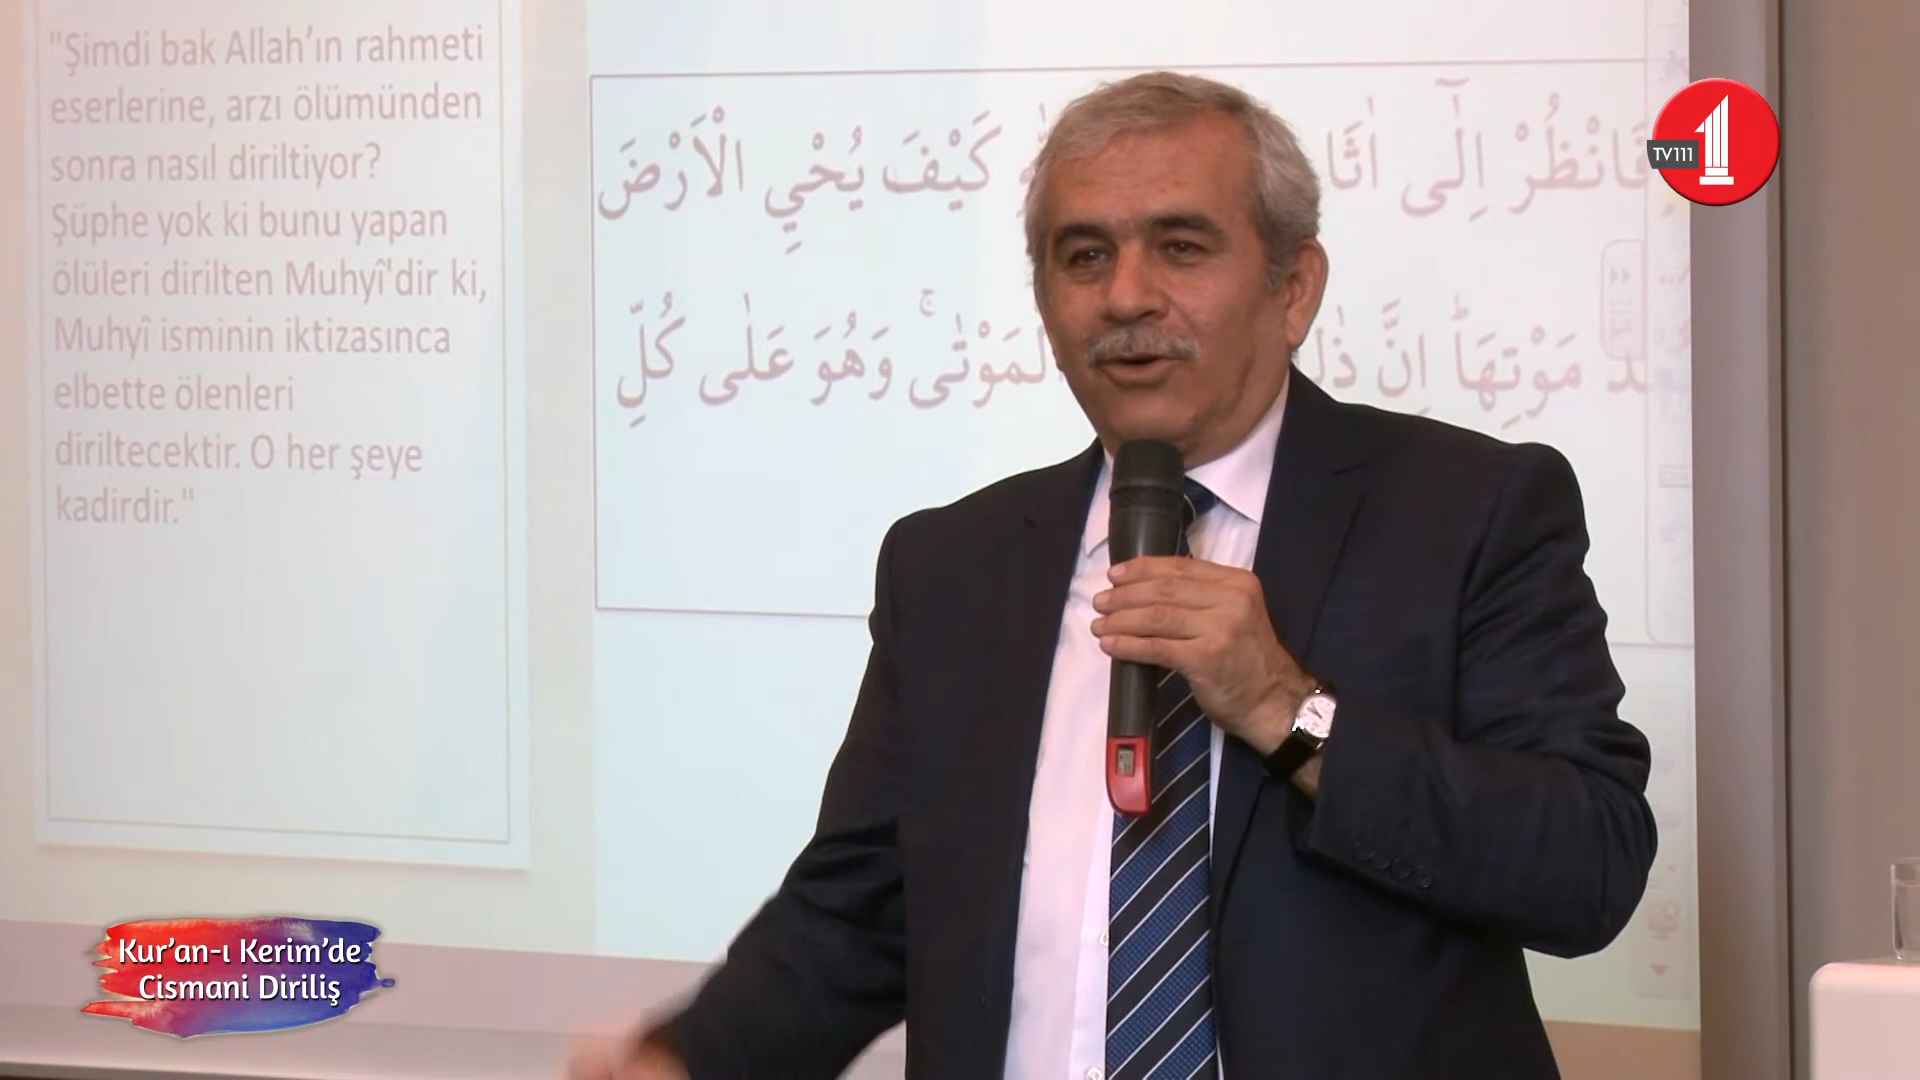 "Şimdi bak Allah'ın rahmeti
eserlerine, arzı ölümünden
sonra nasıl diriltiyor?
Şüphe yok ki bunu yapan
ölüleri dirilten Muhyî'dir ki,
Muhyî isminin iktizasınca
elbette ölenleri
diriltecektir. O her şeye
kadirdir."
فَانْظُرْ اِلٰٓى اٰثَا كَيْفَ يُحْيِي الْاَرْضَ
مَوْتِهَاۜ اِنَّ ذٰلِ الْمَوْتٰىۚ وَهُوَ عَلٰى كُلِّ
TV111
Kur'an-ı Kerim'de
Cismani Diriliş